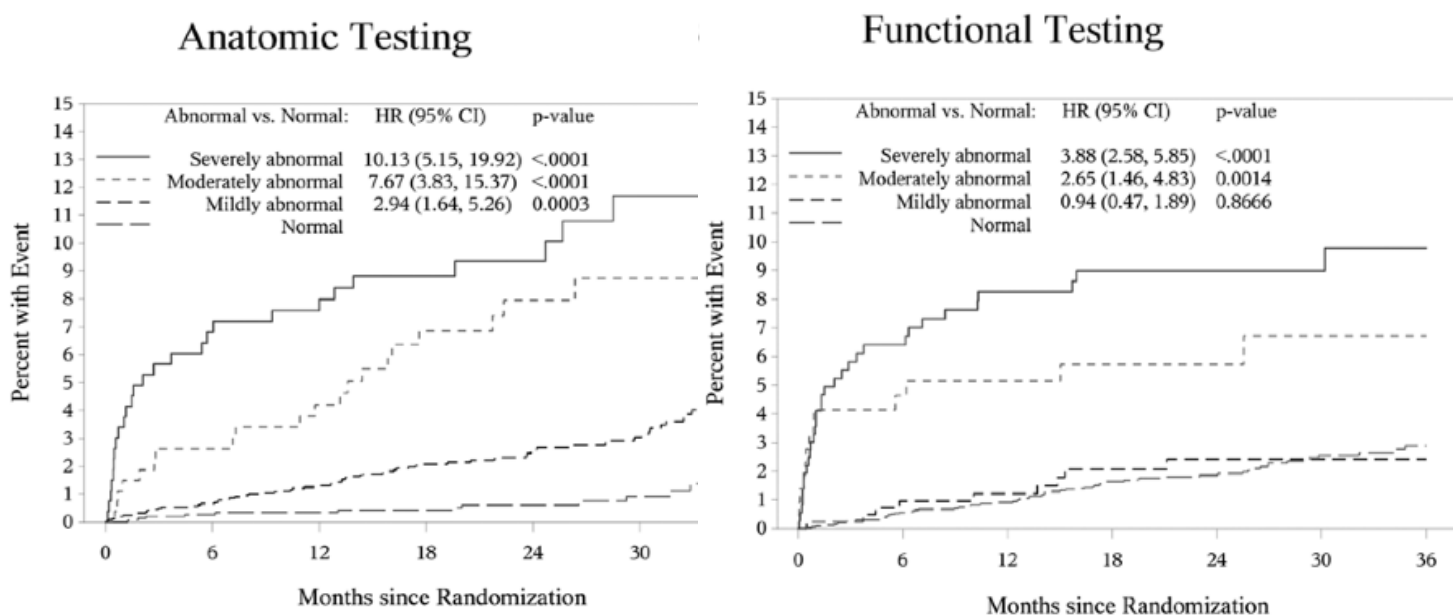 Anatomic Testing
Percent with Event
15
14
13
12
11
10
9
8
7
6
5
4
3
2
1
0
Abnormal vs. Normal: HR (95% CI) p-value
Severely abnormal 10.13 (5.15, 19.92) <.0001
Moderately abnormal 7.67 (3.83, 15.37) <.0001
Mildly abnormal 2.94 (1.64, 5.26) 0.0003
Normal
0 6 12 18 24 30
Months since Randomization
Functional Testing
Percent with Event
15
14
13
12
11
10
9
8
7
6
5
4
3
2
1
0
Abnormal vs. Normal: HR (95% CI) p-value
Severely abnormal 3.88 (2.58, 5.85) <.0001
Moderately abnormal 2.65 (1.46, 4.83) 0.0014
Mildly abnormal 0.94 (0.47, 1.89) 0.8666
Normal
0 6 12 18 24 30 36
Months since Randomization